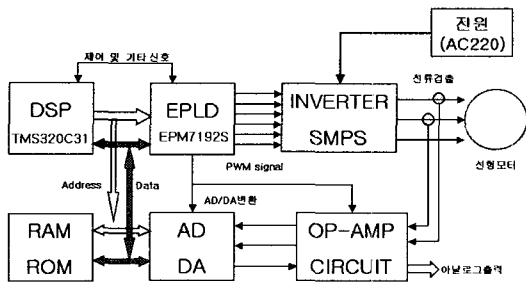 전원
(AC220)
제어 및 기타신호
전류검출
DSP
TMS320C31
EPLD
EPM7192S
INVERTER
SMPS
선형모터
PWM signal
Address
Data
AD/DA변환
RAM
ROM
AD
DA
OP-AMP
CIRCUIT
아날로그출력